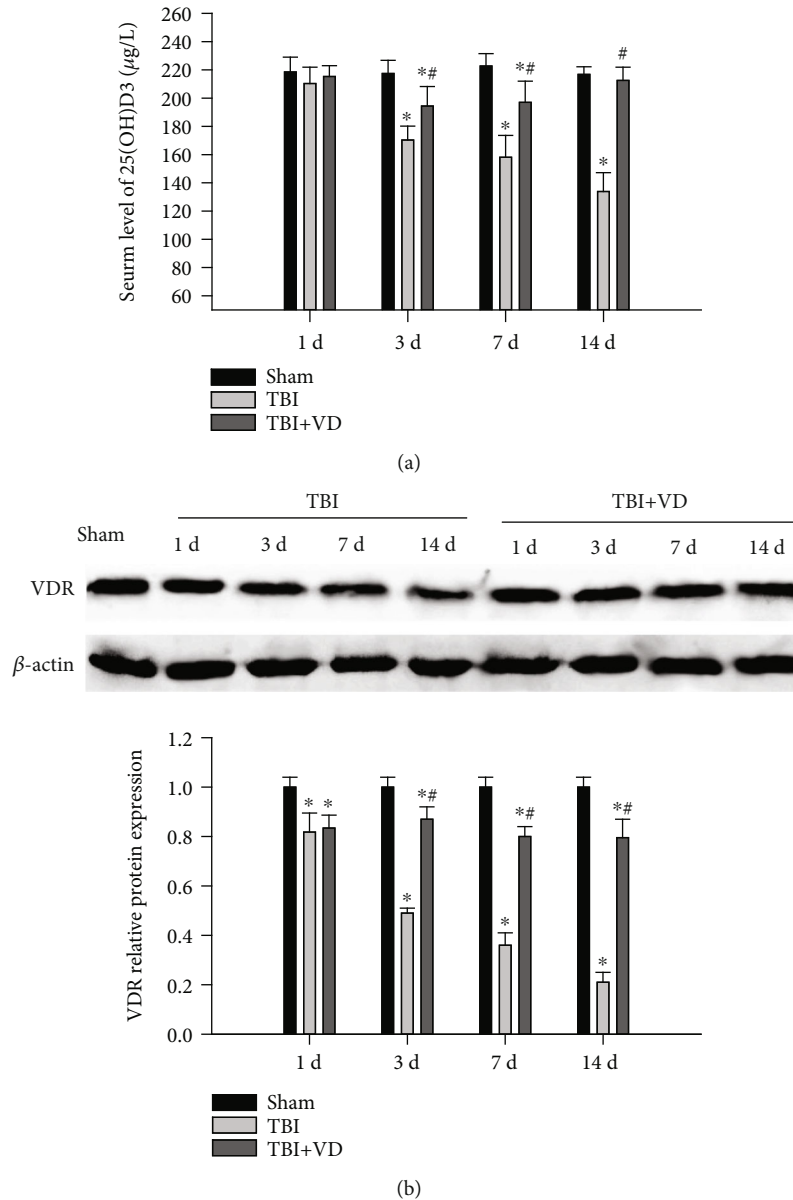 Seurm level of 25(OH)D3 (μg/L)
260
240
220
200
180
160
140
120
100
80
60
*
*#
*
*#
*
#
1 d 3 d 7 d 14 d
Sham
TBI
TBI+VD
(a)
TBI TBI+VD
Sham 1 d 3 d 7 d 14 d 1 d 3 d 7 d 14 d
VDR
β-actin
VDR relative protein expression
1.2
1.0
0.8
0.6
0.4
0.2
0.0
* *
*
*#
*
*#
*
*#
1 d 3 d 7 d 14 d
Sham
TBI
TBI+VD
(b)